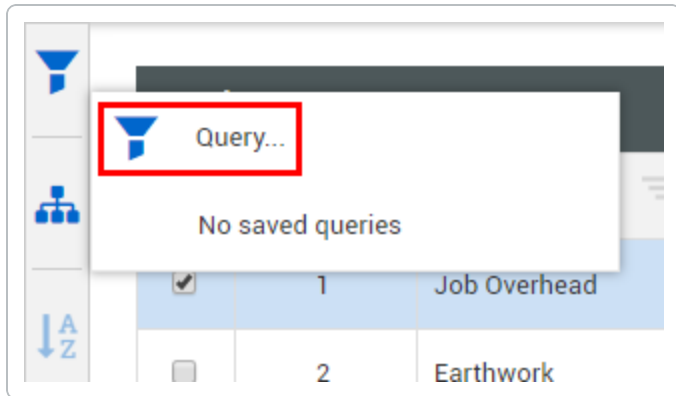 Query...
No saved queries
1 Job Overhead
A
Z
2 Earthwork